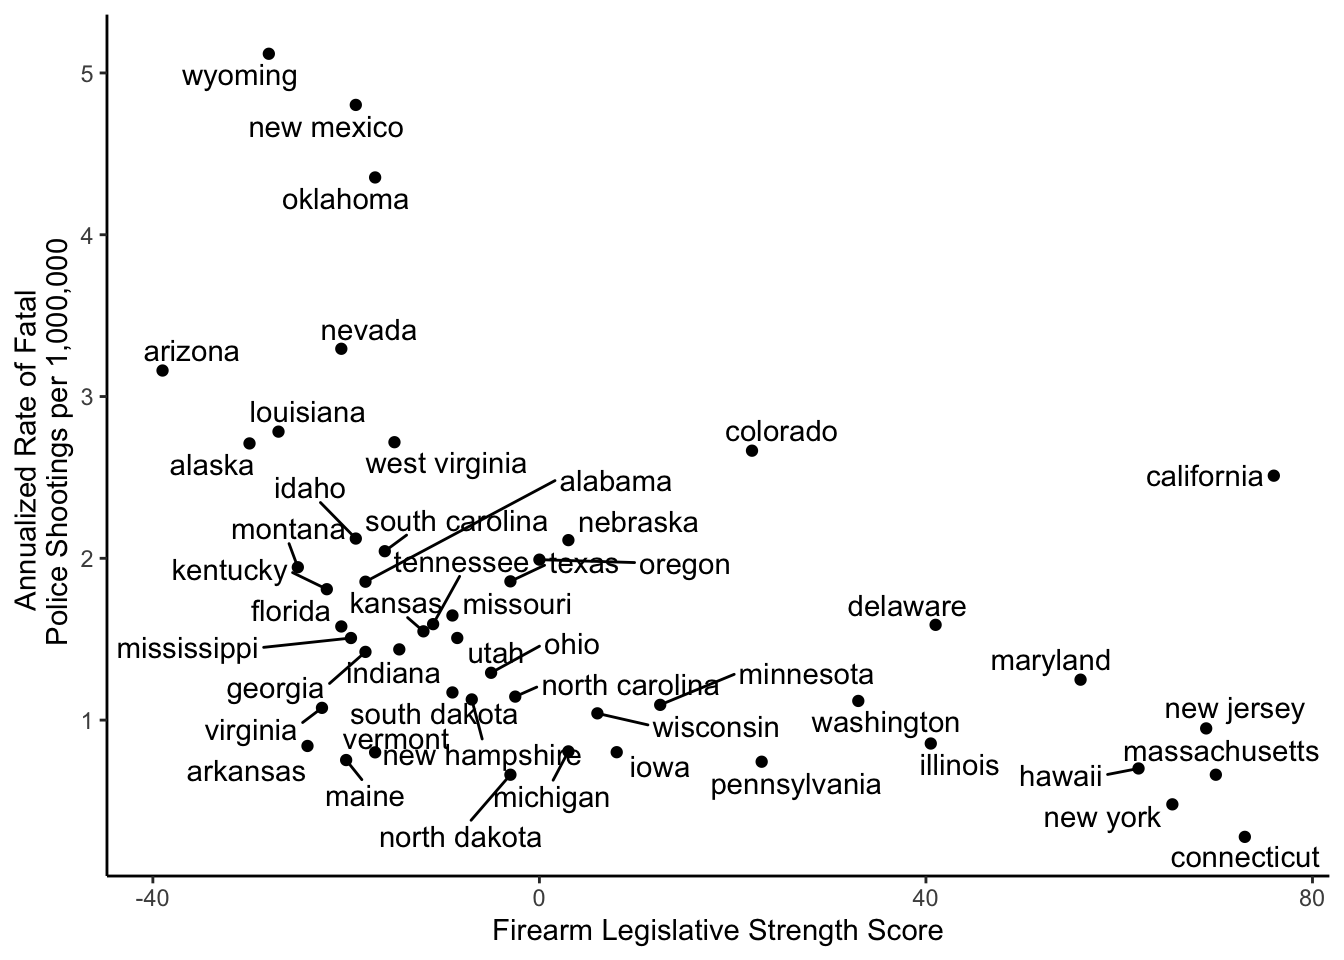 wyoming
5
new mexico
oklahoma
4
nevada
arizona
3
louisiana
colorado
alaska
west virginia
california
idaho
alabama
montana
south carolina
nebraska
2
kentucky
tennessee
texas
oregon
florida
kansas
missouri
delaware
mississippi
utah
ohio
maryland
georgia
indiana
north carolina
minnesota
virginia
south dakota
wisconsin
washington
new jersey
1
vermont
new hampshire
massachusetts
arkansas
iowa
illinois
hawaii
maine
michigan
pennsylvania
new york
north dakota
connecticut
-40
0
40
80
Firearm Legislative Strength Score
Annualized Rate of Fatal
Police Shootings per 1,000,000